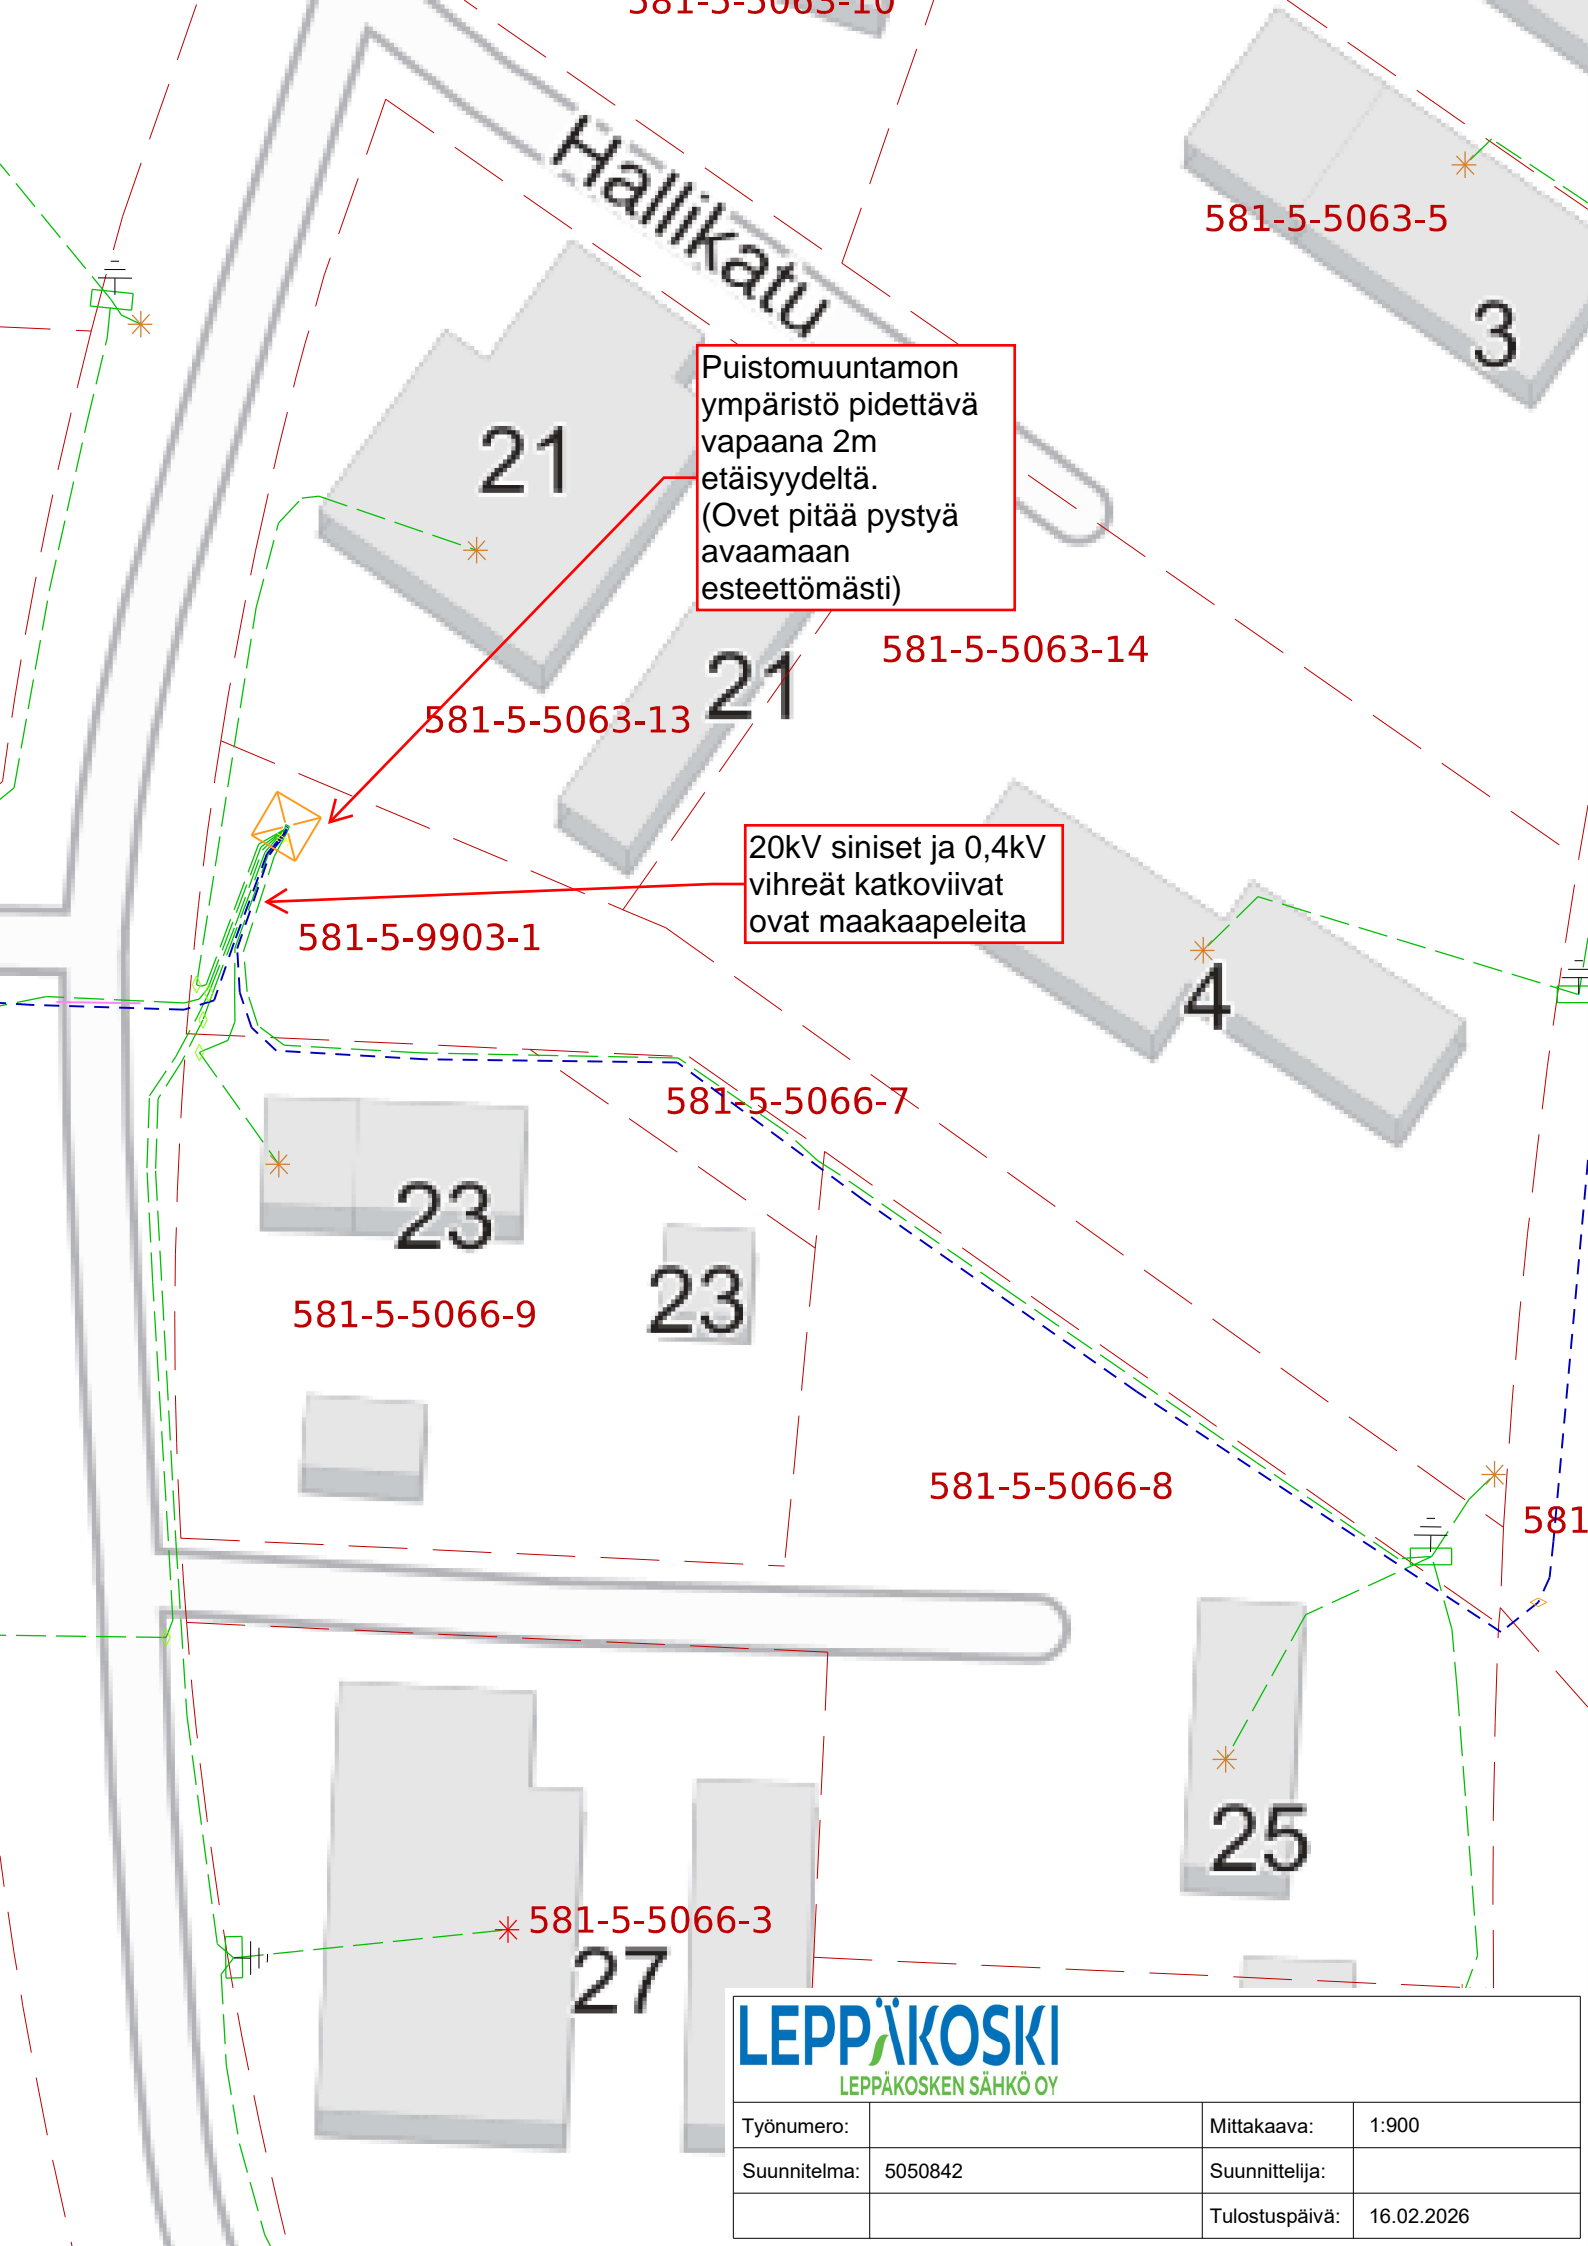 581-5-5063-10
Hallikatu
581-5-5063-5
3
21
Puistomuuntamon
ympäristö pidettävä
vapaana 2m
etäisyydeltä.
(Ovet pitää pystyä
avaamaan
esteettömästi)
581-5-5063-14
21
581-5-5063-13
20kV siniset ja 0,4kV
vihreät katkoviivat
ovat maakaapeleita
581-5-9903-1
4
581-5-5066-7
23
23
581-5-5066-9
581-5-5066-8
581
25
581-5-5066-3
27
LEPPÄKOSKI
LEPPÄKOSKEN SÄHKÖ OY
Työnumero: Mittakaava: 1:900
Suunnitelma: 5050842 Suunnittelija:
Tulostuspäivä: 16.02.2026